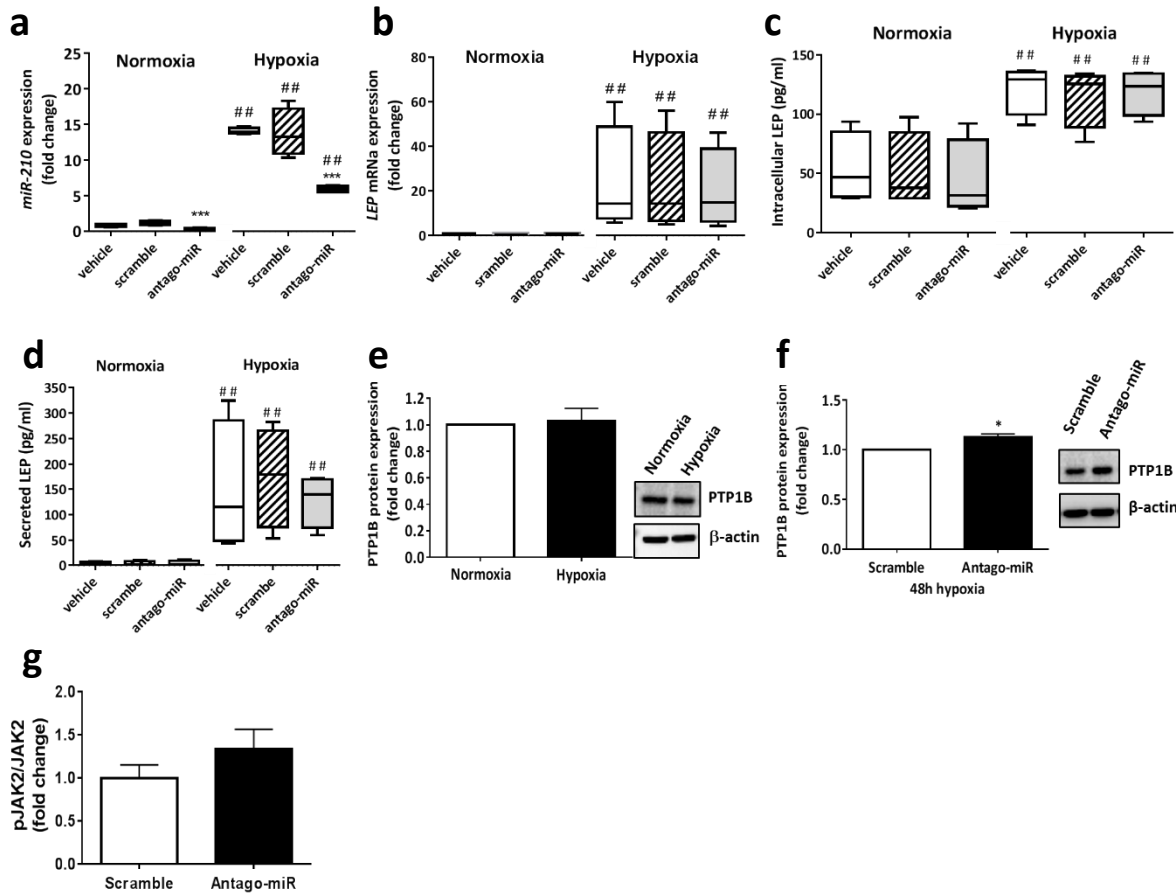 a
Normoxia
Hypoxia
miR-210 expression
(fold change)
25
20
15
10
5
0
##
##
##
***
***
vehicle
scramble
antago-miR
vehicle
scramble
antago-miR
b
Normoxia
Hypoxia
LEP mRNa expression
(fold change)
80
60
40
20
0
##
##
##
vehicle
sramble
antago-miR
vehicle
sramble
antago-miR
c
Normoxia
Hypoxia
Intracellular LEP (pg/ml)
150
100
50
0
##
##
##
vehicle
scramble
antago-miR
vehicle
scramble
antago-miR
d
Normoxia
Hypoxia
Secreted LEP (pg/ml)
350
300
250
200
150
100
50
0
##
##
##
vehicle
scrambe
antago-miR
vehicle
scrambe
antago-miR
e
PTP1B protein expression
(fold change)
1.2
1.0
0.8
0.6
0.4
0.2
0.0
Normoxia
Hypoxia
Normoxia
Hypoxia
PTP1B
β-actin
f
PTP1B protein expression
(fold change)
1.5
1.0
0.5
0.0
*
Scramble
Antago-miR
48h hypoxia
Scramble
Antago-miR
PTP1B
β-actin
g
pJAK2/JAK2
(fold change)
2.0
1.5
1.0
0.5
0.0
Scramble
Antago-miR